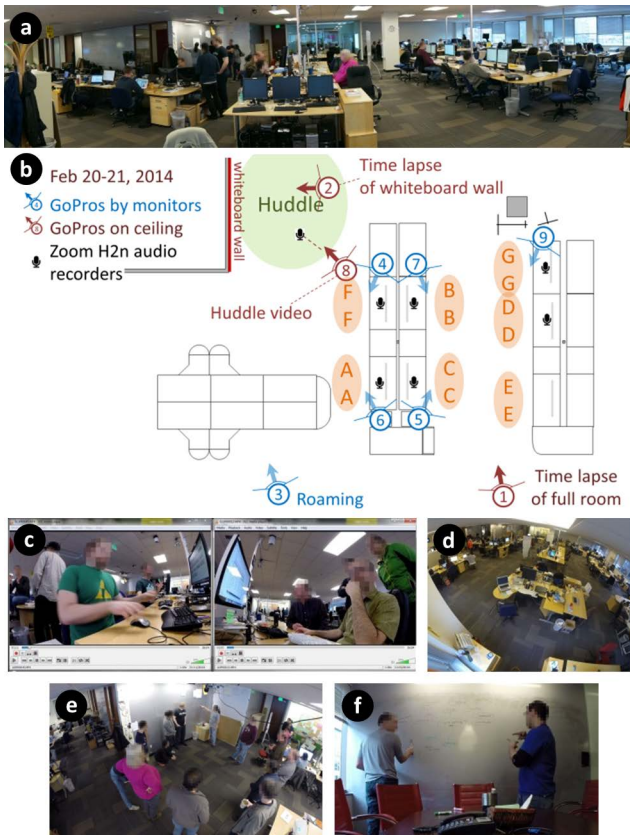 a
b
Feb 20-21, 2014
4
GoPros by monitors
8
GoPros on ceiling
Zoom H2n audio
recorders
whiteboard wall
Huddle
2
Time lapse
of whiteboard wall
8
Huddle video
4
7
9
F
F
B
B
G
G
D
D
A
A
C
C
E
E
6
5
3
Roaming
1
Time lapse
of full room
c
d
e
f